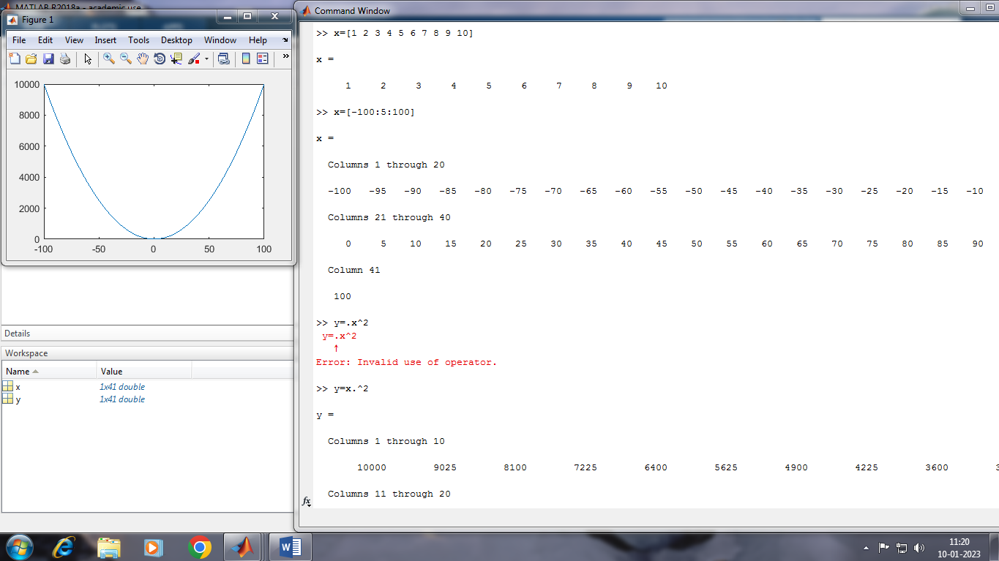 MATLAB R2018a - academic use
Figure 1
File Edit View Insert Tools Desktop Window Help
10000
8000
6000
4000
2000
0
-100 -50 0 50 100
Details
Workspace
Name Value
x 1x41 double
y 1x41 double
Command Window
>> x=[1 2 3 4 5 6 7 8 9 10]
x =
1 2 3 4 5 6 7 8 9 10
>> x=[-100:5:100]
x =
Columns 1 through 20
-100 -95 -90 -85 -80 -75 -70 -65 -60 -55 -50 -45 -40 -35 -30 -25 -20 -15 -10
Columns 21 through 40
0 5 10 15 20 25 30 35 40 45 50 55 60 65 70 75 80 85 90
Column 41
100
>> y=.x^2
y=.x^2
↑
Error: Invalid use of operator.
>> y=x.^2
y =
Columns 1 through 10
10000 9025 8100 7225 6400 5625 4900 4225 3600
Columns 11 through 20
fx
W
11:20
10-01-2023